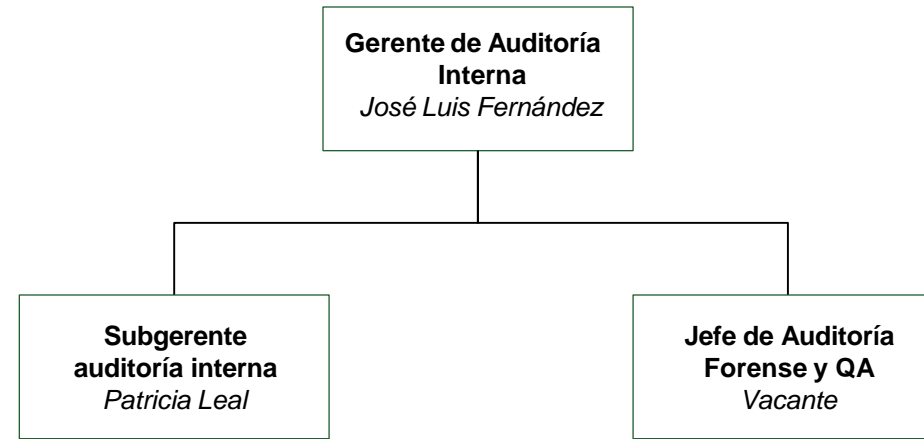 Gerente de Auditoría
Interna
José Luis Fernández
Subgerente
auditoría interna
Patricia Leal
Jefe de Auditoría
Forense y QA
Vacante